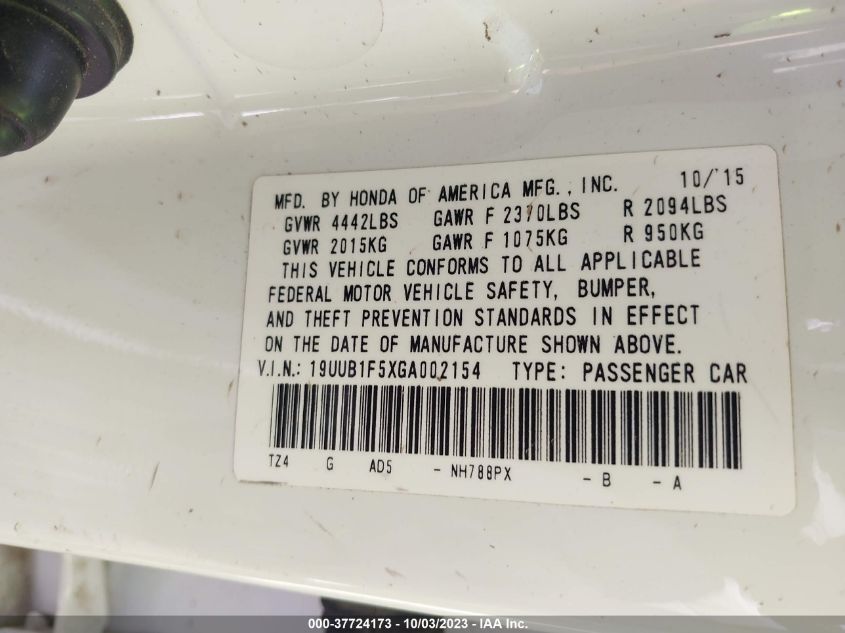 MFD. BY HONDA OF AMERICA MFG., INC. 10/'15
GVWR 4442LBS GAWR F 2370LBS R 2094LBS
GVWR 2015KG GAWR F 1075KG R 950KG
THIS VEHICLE CONFORMS TO ALL APPLICABLE
FEDERAL MOTOR VEHICLE SAFETY, BUMPER,
AND THEFT PREVENTION STANDARDS IN EFFECT
ON THE DATE OF MANUFACTURE SHOWN ABOVE.
V.I.N.: 19UUB1F5XGA002154 TYPE: PASSENGER CAR
TZ4 G AD5 - NH788PX - B - A
000-37724173 - 10/03/2023 - IAA Inc.